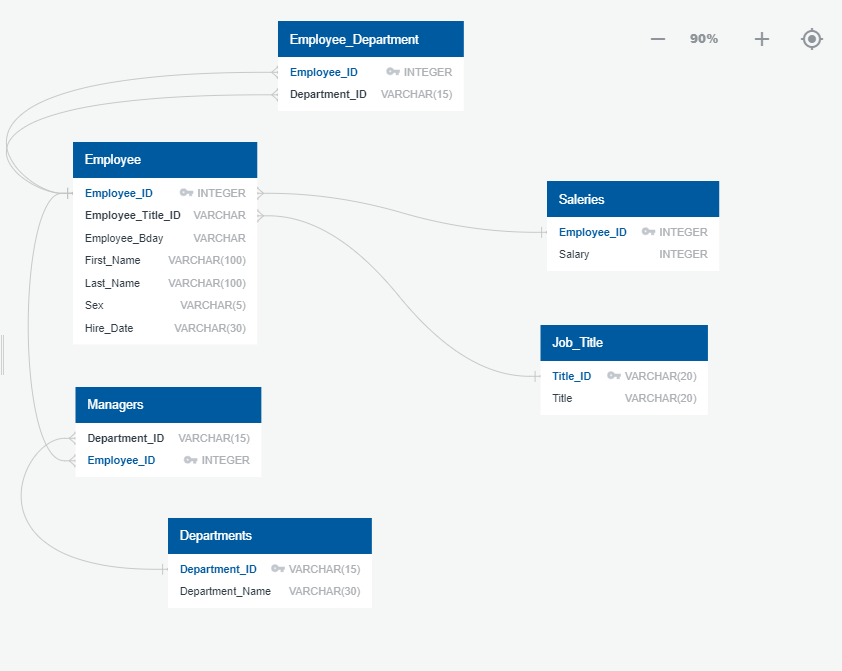 Employee_Department
90%
Employee_ID INTEGER
Department_ID VARCHAR(15)
Employee
Employee_ID INTEGER
Employee_Title_ID VARCHAR
Employee_Bday VARCHAR
First_Name VARCHAR(100)
Last_Name VARCHAR(100)
Sex VARCHAR(5)
Hire_Date VARCHAR(30)
Saleries
Employee_ID INTEGER
Salary INTEGER
Job_Title
Title_ID VARCHAR(20)
Title VARCHAR(20)
Managers
Department_ID VARCHAR(15)
Employee_ID INTEGER
Departments
Department_ID VARCHAR(15)
Department_Name VARCHAR(30)